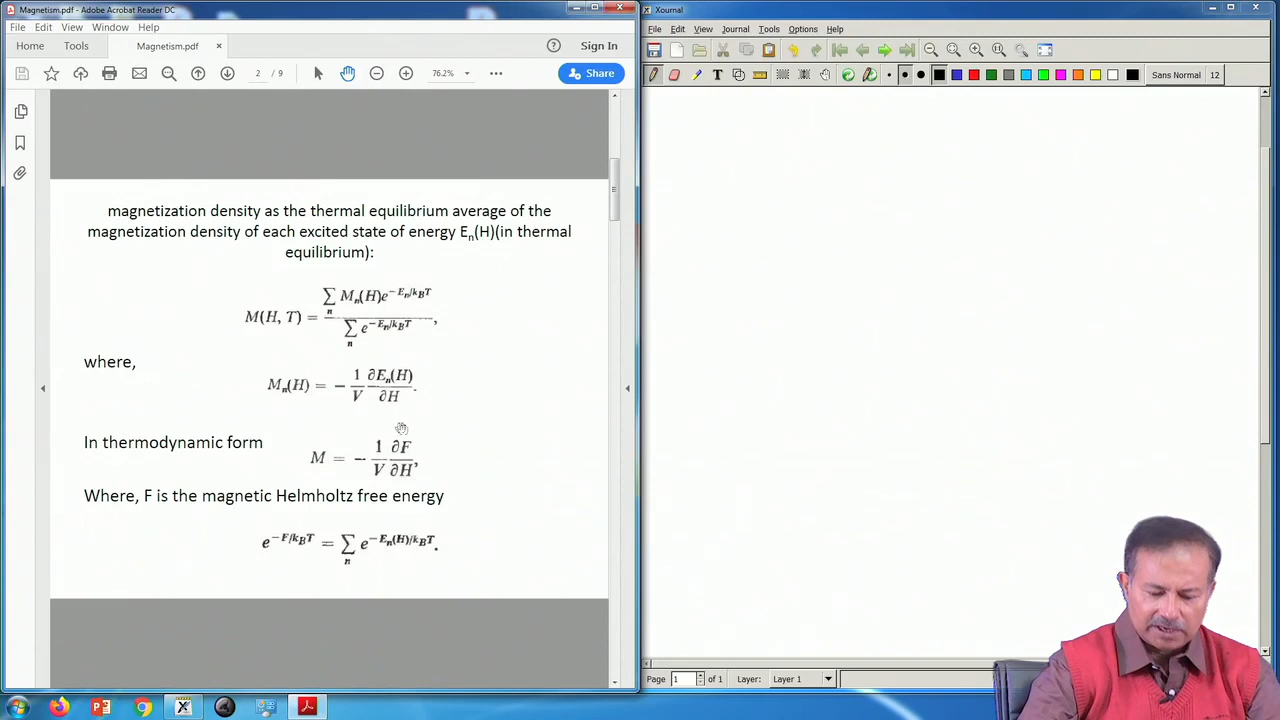 Magnetism.pdf - Adobe Acrobat Reader DC
File Edit View Window Help
Home Tools Magnetism.pdf × Sign In
2 / 9 76.2% Share
magnetization density as the thermal equilibrium average of the
magnetization density of each excited state of energy Eₙ(H)(in thermal
equilibrium):
M(H, T) = ∑ₙ Mₙ(H)e^{-Eₙ/k_BT} / ∑ₙ e^{-Eₙ/k_BT},
where,
Mₙ(H) = - 1/V ∂Eₙ(H)/∂H.
In thermodynamic form
M = - 1/V ∂F/∂H,
Where, F is the magnetic Helmholtz free energy
e^{-F/k_BT} = ∑ₙ e^{-Eₙ(H)/k_BT}.
Xournal
File Edit View Journal Tools Options Help
Sans Normal 12
Page 1 of 1 Layer: Layer 1